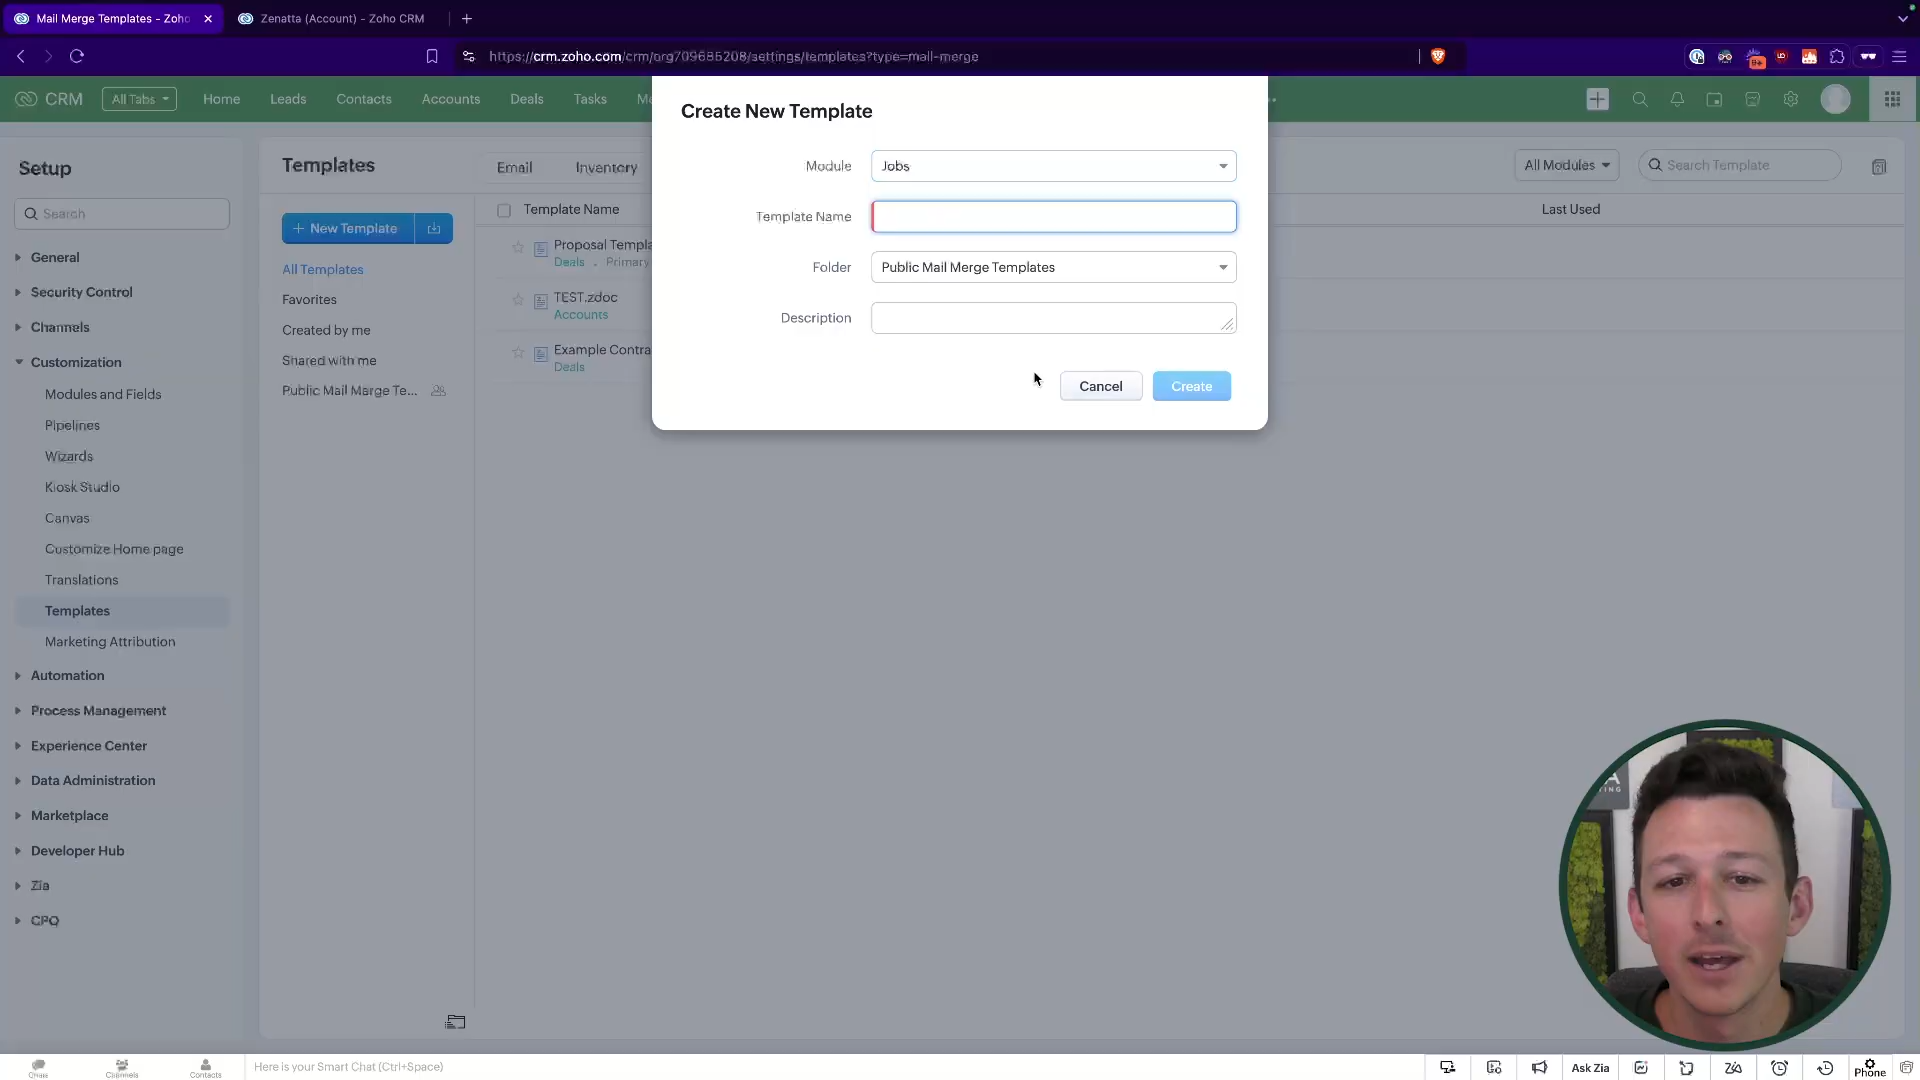 Mail Merge Templates - Zoho
Zenatta (Account) - Zoho CRM
https://crm.zoho.com/crm/org709685208/settings/templates?type=mail-merge
9+
CRM
All Tabs
Home
Leads
Contacts
Accounts
Deals
Tasks
Me
Create New Template
Module
Jobs
Template Name
Folder
Public Mail Merge Templates
Description
Cancel
Create
Setup
Search
General
Security Control
Channels
Customization
Modules and Fields
Pipelines
Wizards
Kiosk Studio
Canvas
Customize Home page
Translations
Templates
Marketing Attribution
Automation
Process Management
Experience Center
Data Administration
Marketplace
Developer Hub
Zia
CPQ
Templates
Email
Inventory
All Modules
Search Template
+ New Template
All Templates
Favorites
Created by me
Shared with me
Public Mail Merge Te...
Template Name
Last Used
Proposal Templa
Deals . Primary
TEST.zdoc
Accounts
Example Contra
Deals
Chats
Channels
Contacts
Here is your Smart Chat (Ctrl+Space)
Ask Zia
Phone